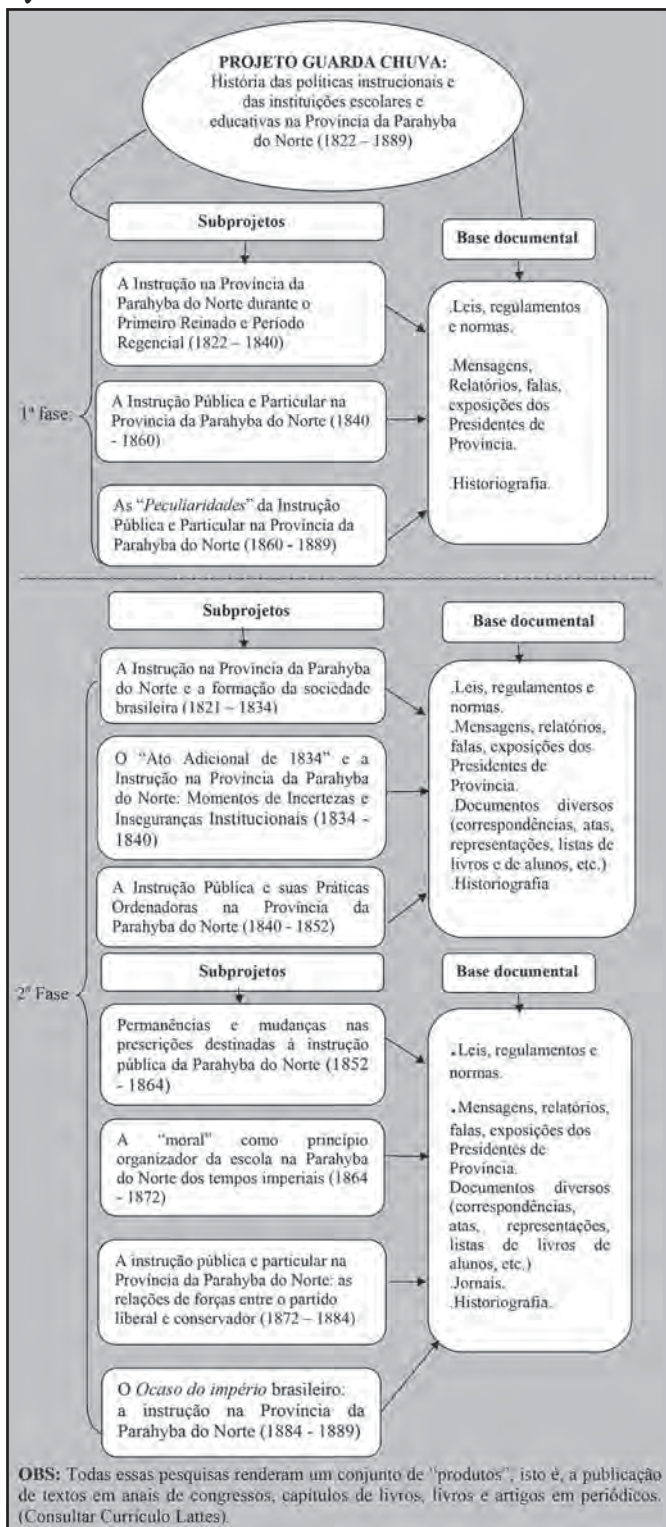 PROJETO GUARDA CHUVA:
História das políticas instrucionais e
das instituições escolares e
educativas na Província da Parahyba
do Norte (1822 – 1889)
Subprojetos
Base documental
1ª fase:
A Instrução na Província da
Parahyba do Norte durante o
Primeiro Reinado e Período
Regencial (1822 – 1840)
A Instrução Pública e Particular na
Província da Parahyba do Norte (1840
- 1860)
As “Peculiaridades” da Instrução
Pública e Particular na Província da
Parahyba do Norte (1860 - 1889)
.Leis, regulamentos
e normas.
.Mensagens,
Relatórios, falas,
exposições dos
Presidentes de
Província.
.Historiografia.
Subprojetos
Base documental
2ª Fase
A Instrução na Província da Parahyba
do Norte e a formação da sociedade
brasileira (1821 – 1834)
O “Ato Adicional de 1834” e a
Instrução na Província da Parahyba
do Norte: Momentos de Incertezas e
Inseguranças Institucionais (1834 -
1840)
A Instrução Pública e suas Práticas
Ordenadoras na Província da
Parahyba do Norte (1840 - 1852)
.Leis, regulamentos e
normas.
.Mensagens, relatórios,
falas, exposições dos
Presidentes de
Província.
.Documentos diversos
(correspondências, atas,
representações, listas de
livros e de alunos, etc.)
.Historiografia
Subprojetos
Base documental
Permanências e mudanças nas
prescrições destinadas à instrução
pública da Parahyba do Norte (1852
- 1864)
A “moral” como princípio
organizador da escola na Parahyba
do Norte dos tempos imperiais (1864
- 1872)
A instrução pública e particular na
Província da Parahyba do Norte: as
relações de forças entre o partido
liberal e conservador (1872 – 1884)
O Ocaso do império brasileiro:
a instrução na Província da
Parahyba do Norte (1884 - 1889)
.Leis, regulamentos e
normas.
.Mensagens, relatórios,
falas, exposições dos
Presidentes de
Província.
Documentos diversos
(correspondências,
atas, representações,
listas de livros de
alunos, etc.)
.Jornais.
.Historiografia.
OBS: Todas essas pesquisas renderam um conjunto de "produtos", isto é, a publicação
de textos em anais de congressos, capítulos de livros, livros e artigos em periódicos.
(Consultar Currículo Lattes).